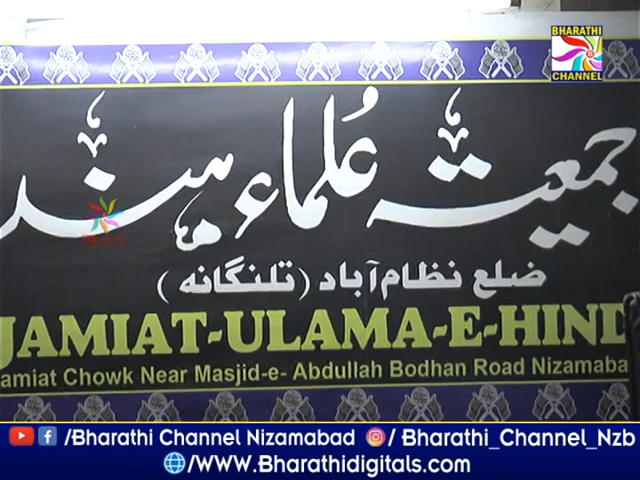 BHARATHI
CHANNEL
جمعیۃ علماء ہند
ضلع نظام آباد (تلنگانہ)
JAMIAT-ULAMA-E-HIND
amiat Chowk Near Masjid-e- Abdullah Bodhan Road Nizamaba
/Bharathi Channel Nizamabad /Bharathi_Channel_Nzb
/WWW.Bharathidigitals.com